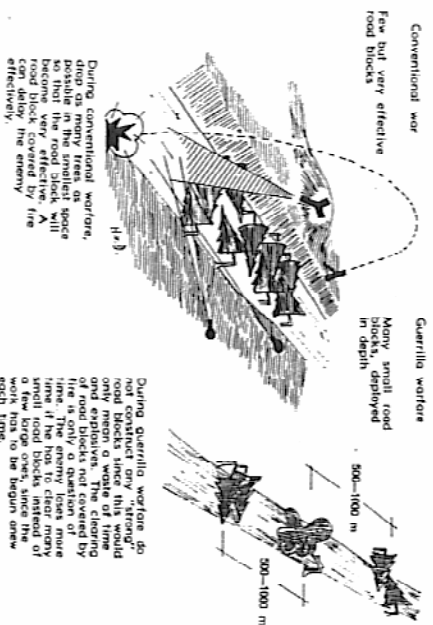 Conventional war
Few but very effective
road blocks
During conventional warfare,
drop as many trees as
possible in the smallest space
so that the road block will
become very effective. A
road block covered by fire
can delay the enemy
effectively.
H.v.D.
Guerrilla warfare
Many small road
blocks, deployed
in depth
500—1000 m
500—1000 m
During guerrilla warfare do
not construct any "strong"
road blocks since this would
only mean a waste of time
and explosives. The clearing
of road blocks not covered by
fire is only a question of
time. The enemy loses more
time if he has to clear many
small road blocks instead of
a few large ones, since the
work has to be begun anew
each time.